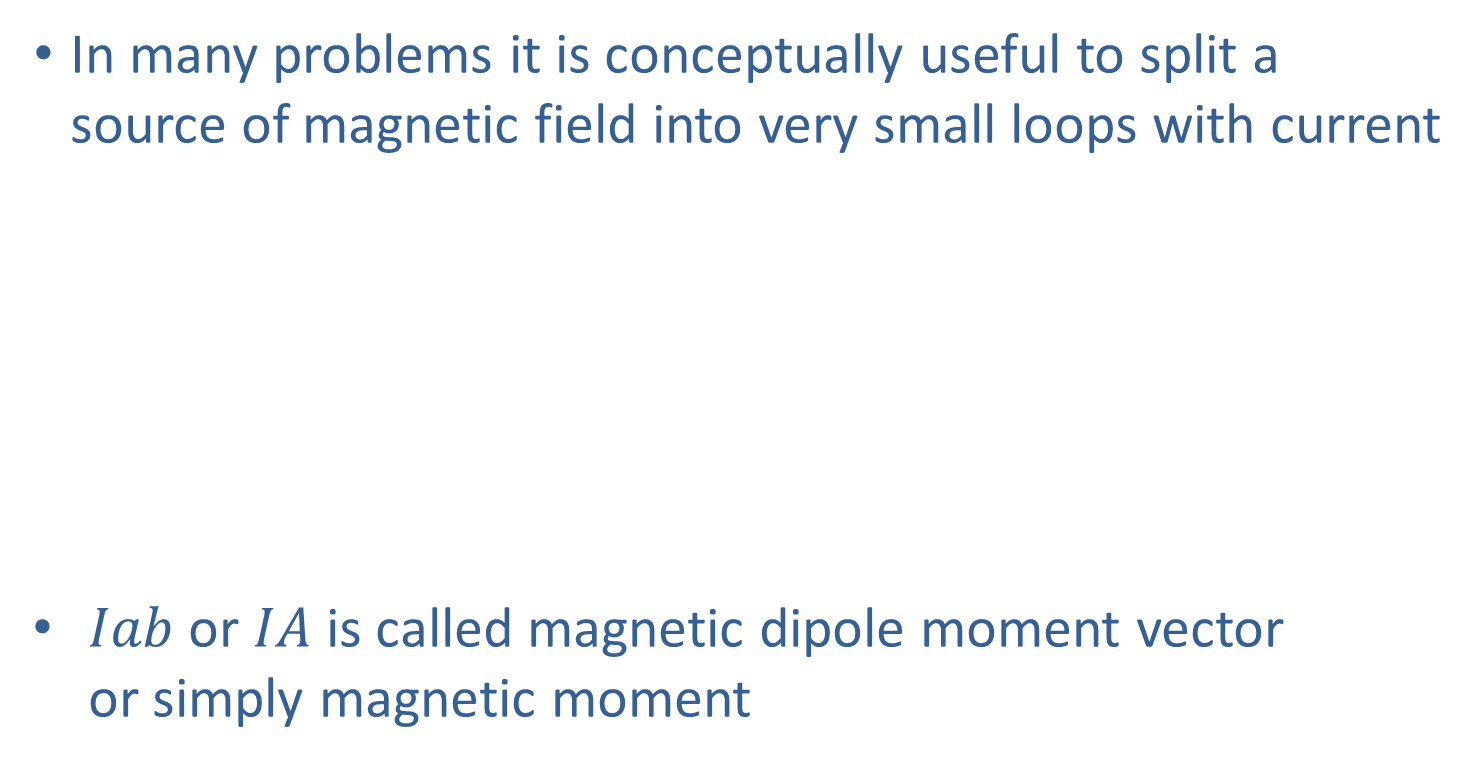 • In many problems it is conceptually useful to split a
source of magnetic field into very small loops with current
• Iab or IA is called magnetic dipole moment vector
or simply magnetic moment